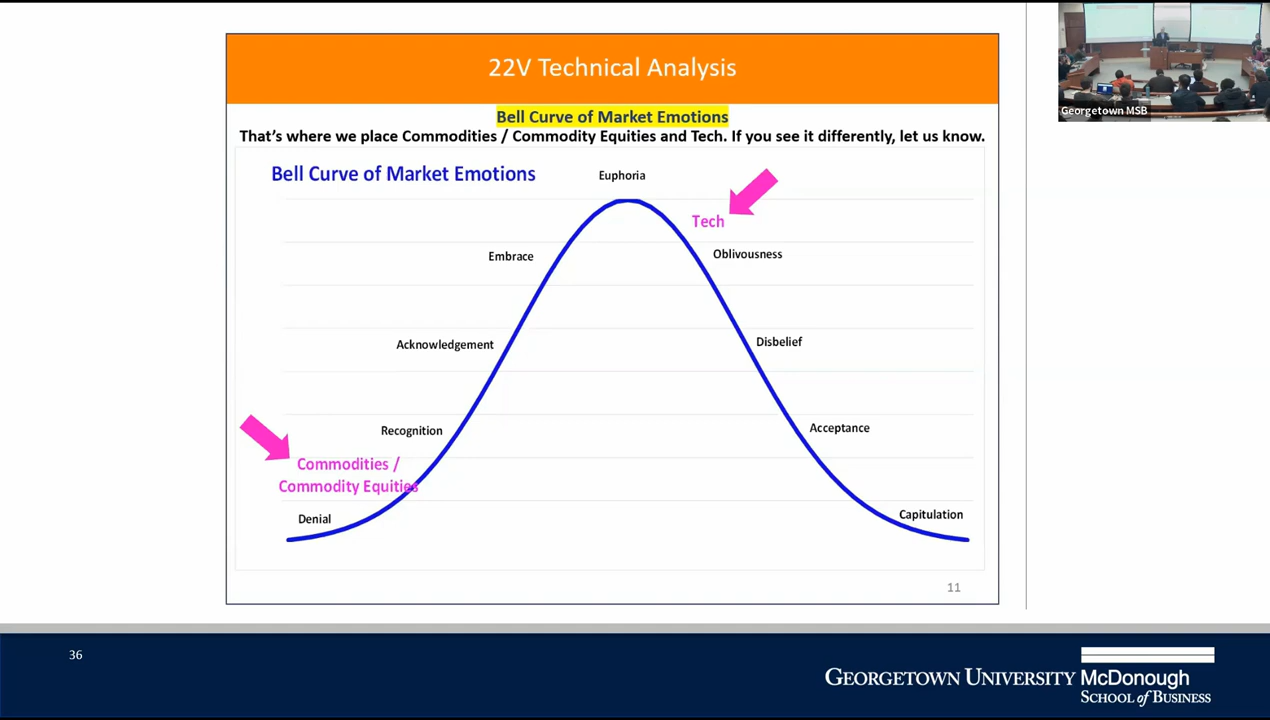 22V Technical Analysis
Georgetown MSB
Bell Curve of Market Emotions
That's where we place Commodities / Commodity Equities and Tech. If you see it differently, let us know.
Bell Curve of Market Emotions
Euphoria
Tech
Embrace
Oblivousness
Acknowledgement
Disbelief
Recognition
Acceptance
Commodities /
Commodity Equities
Denial
Capitulation
11
36
GEORGETOWN UNIVERSITY McDonough
SCHOOL of BUSINESS